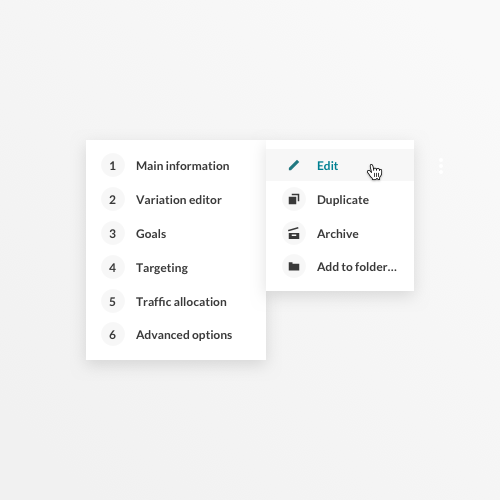 1 Main information
2 Variation editor
3 Goals
4 Targeting
5 Traffic allocation
6 Advanced options
Edit
Duplicate
Archive
Add to folder...